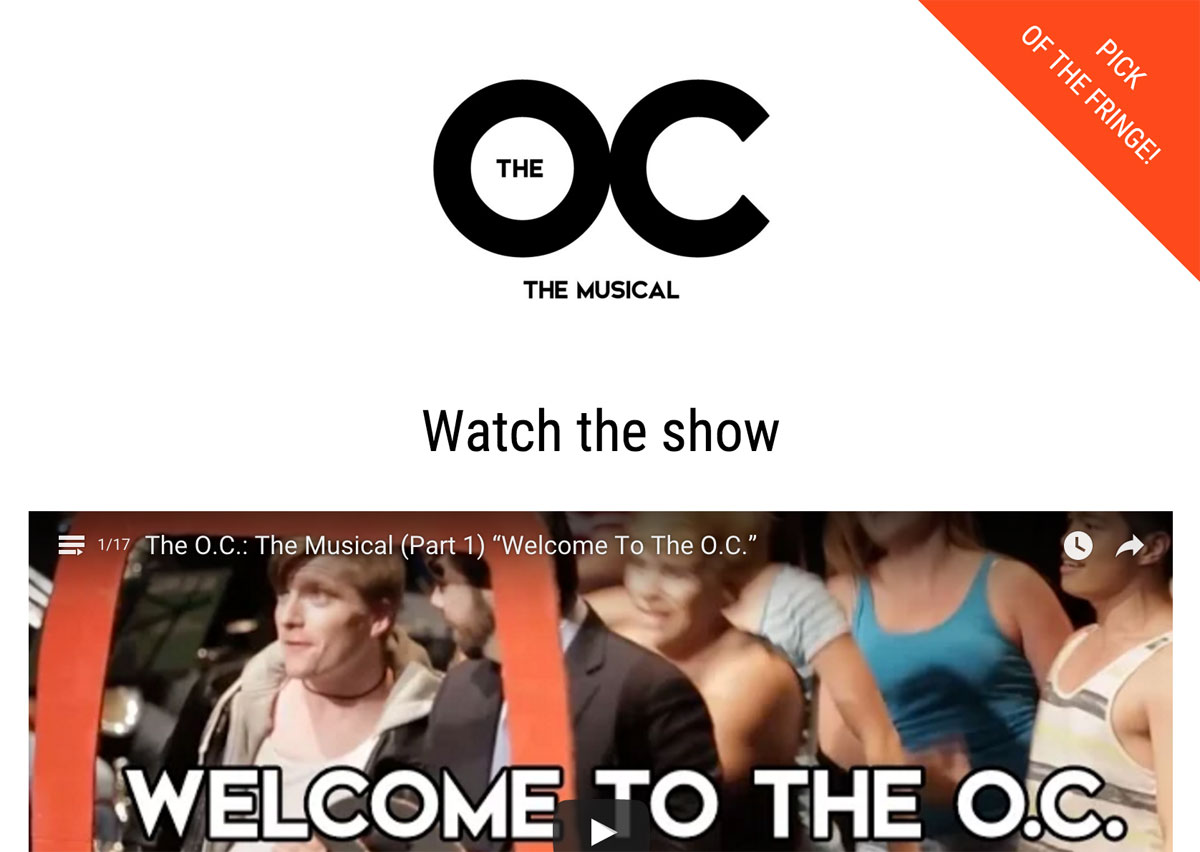 PICK
OF THE FRINGE!
THE
OC
THE MUSICAL
Watch the show
1/17 The O.C.: The Musical (Part 1) “Welcome To The O.C.”
WELCOME TO THE O.C.